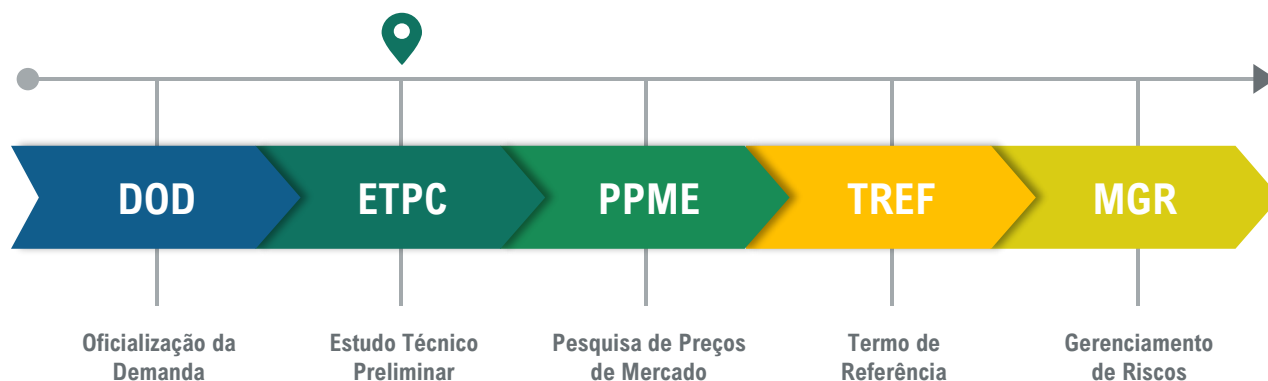 DOD
ETPC
PPME
TREF
MGR
Oficialização da
Demanda
Estudo Técnico
Preliminar
Pesquisa de Preços
de Mercado
Termo de
Referência
Gerenciamento
de Riscos